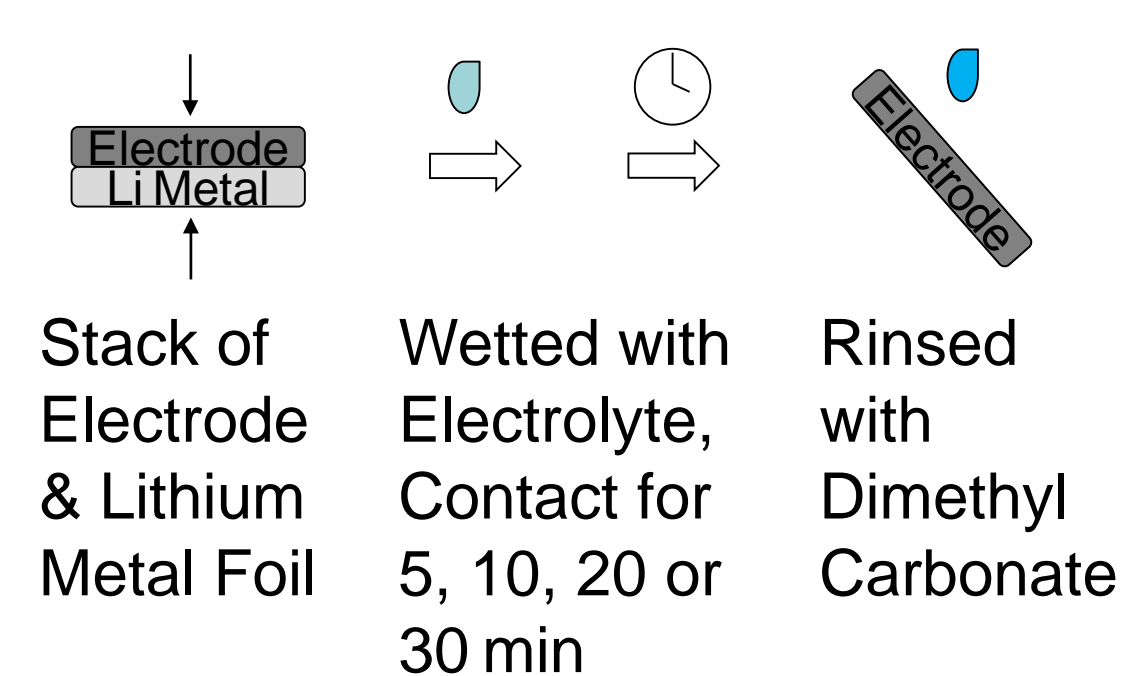 Electrode
Li Metal
Electrode
Stack of
Electrode
& Lithium
Metal Foil
Wetted with
Electrolyte,
Contact for
5, 10, 20 or
30 min
Rinsed
with
Dimethyl
Carbonate